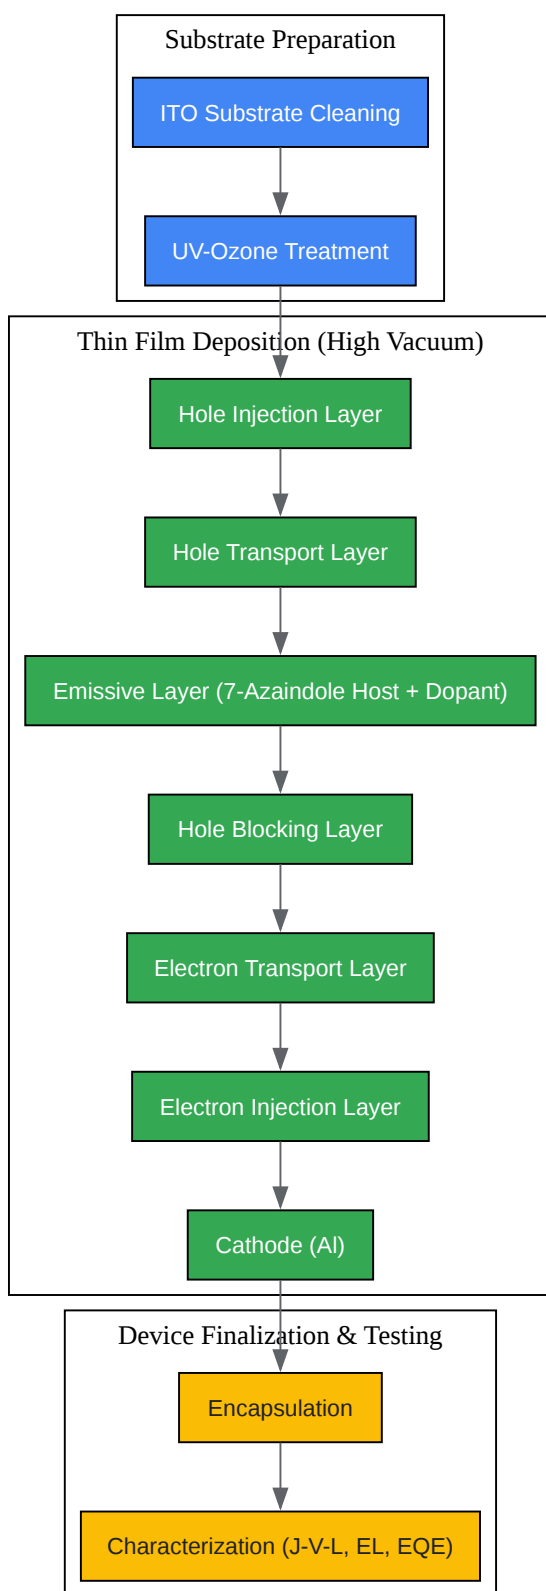 Substrate Preparation
ITO Substrate Cleaning
UV-Ozone Treatment
Thin Film Deposition (High Vacuum)
Hole Injection Layer
Hole Transport Layer
Emissive Layer (7-Azaindole Host + Dopant)
Hole Blocking Layer
Electron Transport Layer
Electron Injection Layer
Cathode (Al)
Device Finalization & Testing
Encapsulation
Characterization (J-V-L, EL, EQE)